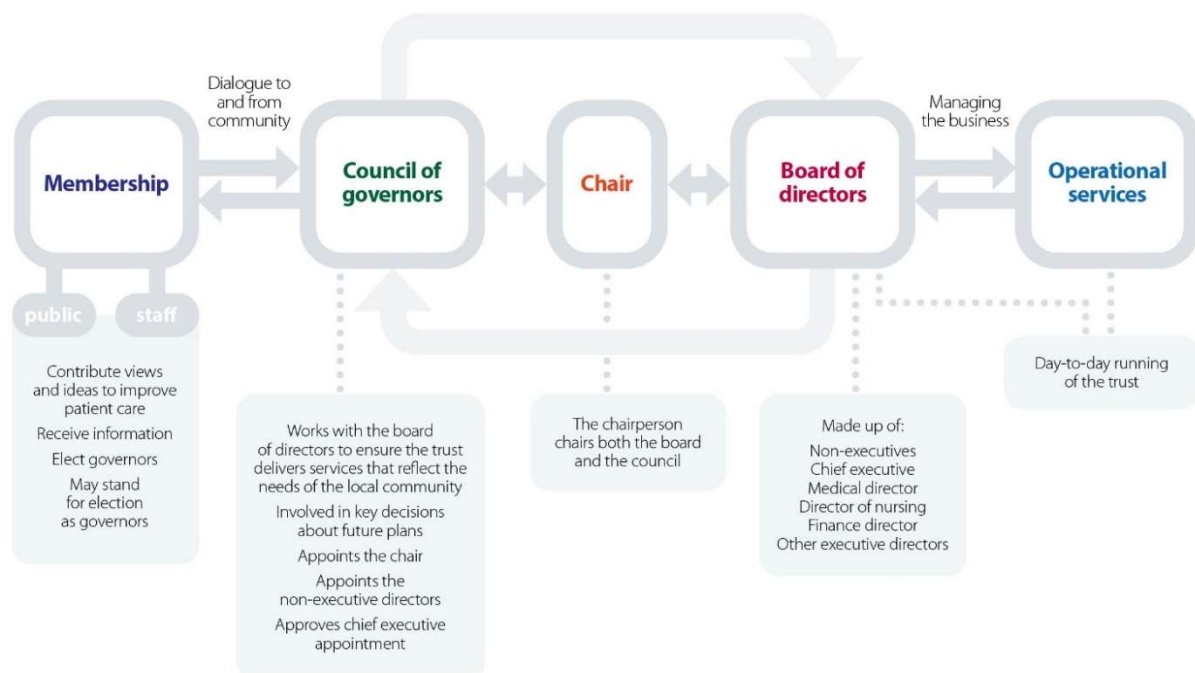 Dialogue to
and from
community
Managing
the business
Membership
Council of
governors
Chair
Board of
directors
Operational
services
public
staff
Contribute views
and ideas to improve
patient care
Receive information
Elect governors
May stand
for election
as governors
Works with the board
of directors to ensure the trust
delivers services that reflect the
needs of the local community
Involved in key decisions
about future plans
Appoints the chair
Appoints the
non-executive directors
Approves chief executive
appointment
The chairperson
chairs both the board
and the council
Made up of:
Non-executives
Chief executive
Medical director
Director of nursing
Finance director
Other executive directors
Day-to-day running
of the trust